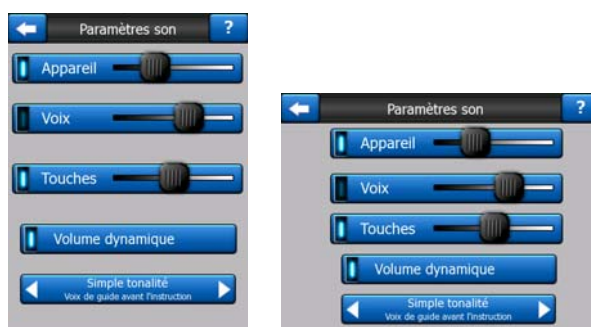 Paramètres son ?
Appareil
Voix
Touches
Volume dynamique
Simple tonalité
Voix de guide avant l'instruction
Paramètres son ?
Appareil
Voix
Touches
Volume dynamique
Simple tonalité
Voix de guide avant l'instruction